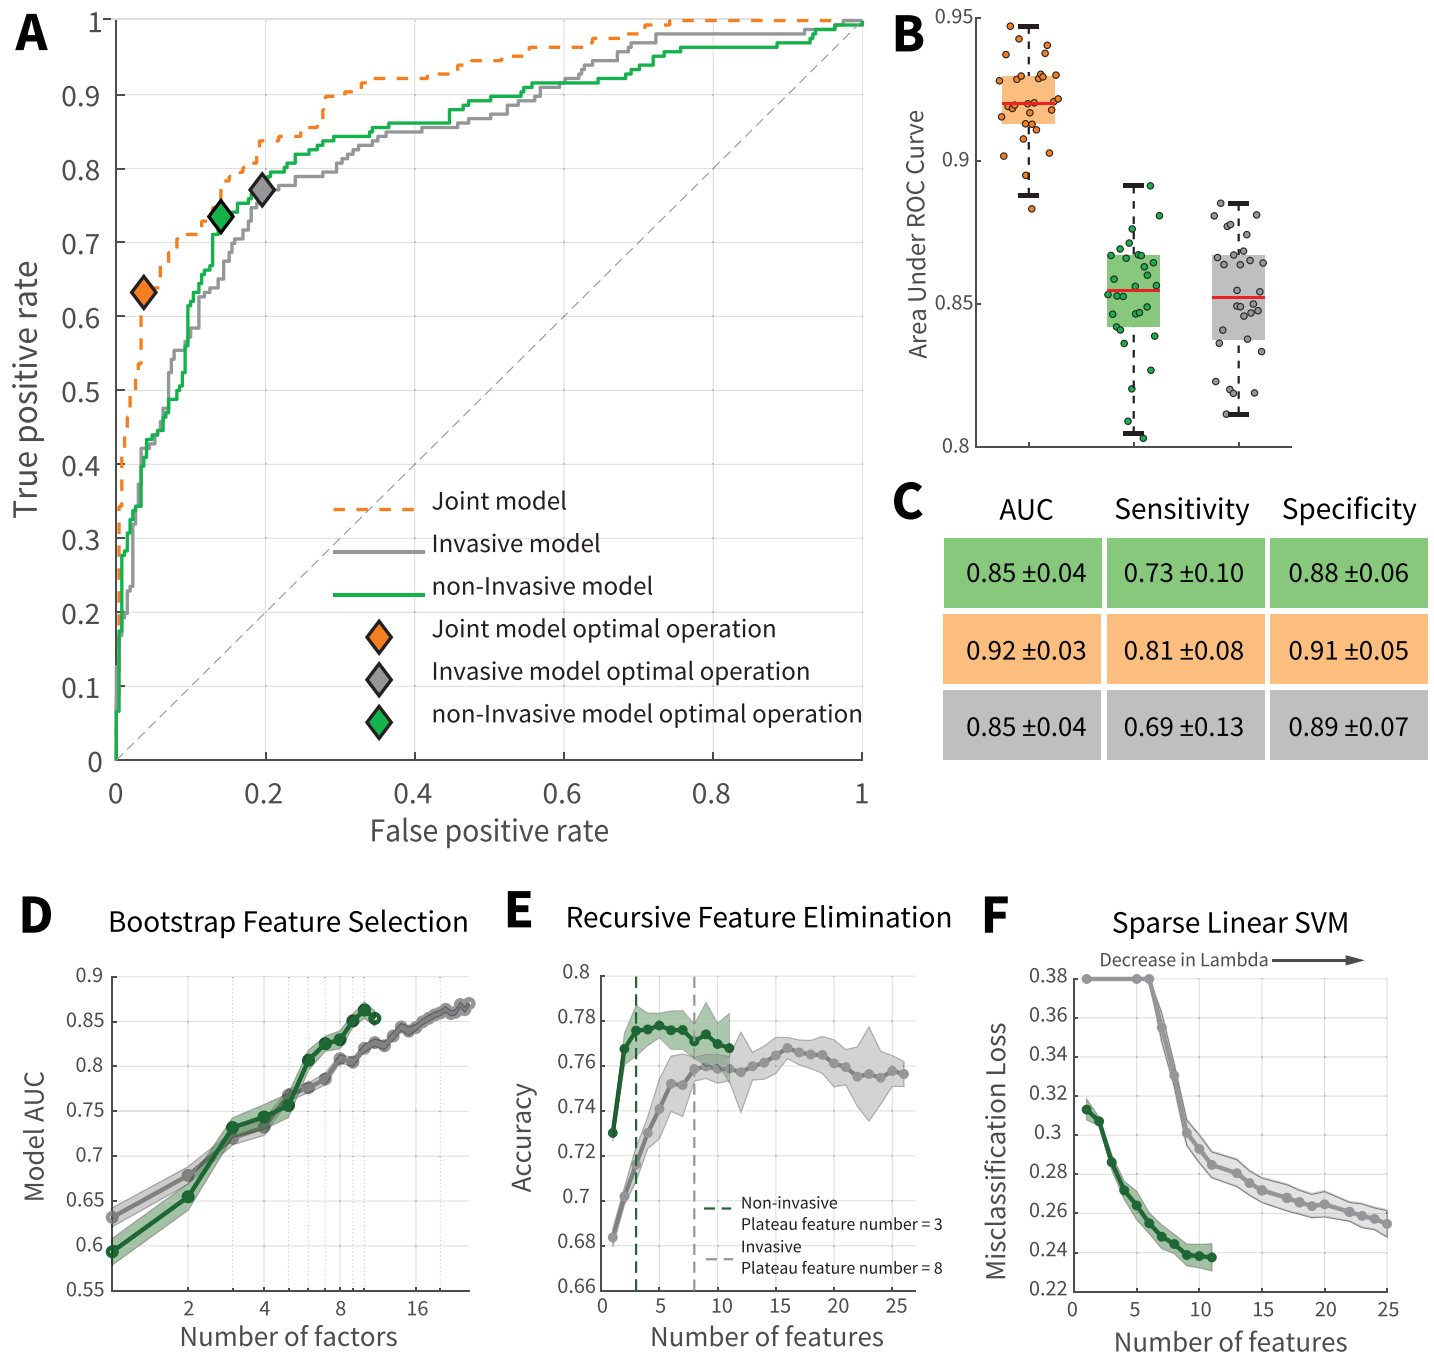 A
1
0.9
0.8
0.7
0.6
0.5
0.4
0.3
0.2
0.1
0
True positive rate
0
0.2
0.4
0.6
0.8
1
False positive rate
Joint model
Invasive model
non-Invasive model
Joint model optimal operation
Invasive model optimal operation
non-Invasive model optimal operation
B
0.95
0.9
0.85
0.8
Area Under ROC Curve
C
AUC Sensitivity Specificity
0.85 ±0.04 0.73 ±0.10 0.88 ±0.06
0.92 ±0.03 0.81 ±0.08 0.91 ±0.05
0.85 ±0.04 0.69 ±0.13 0.89 ±0.07
D
Bootstrap Feature Selection
0.9
0.85
0.8
0.75
0.7
0.65
0.6
0.55
Model AUC
2
4
8
16
Number of factors
E
Recursive Feature Elimination
0.8
0.78
0.76
0.74
0.72
0.7
0.68
0.66
Accuracy
Non-invasive
Plateau feature number = 3
Invasive
Plateau feature number = 8
0
5
10
15
20
25
Number of features
F
Sparse Linear SVM
Decrease in Lambda
0.38
0.36
0.34
0.32
0.3
0.28
0.26
0.24
0.22
Misclassification Loss
0
5
10
15
20
25
Number of features